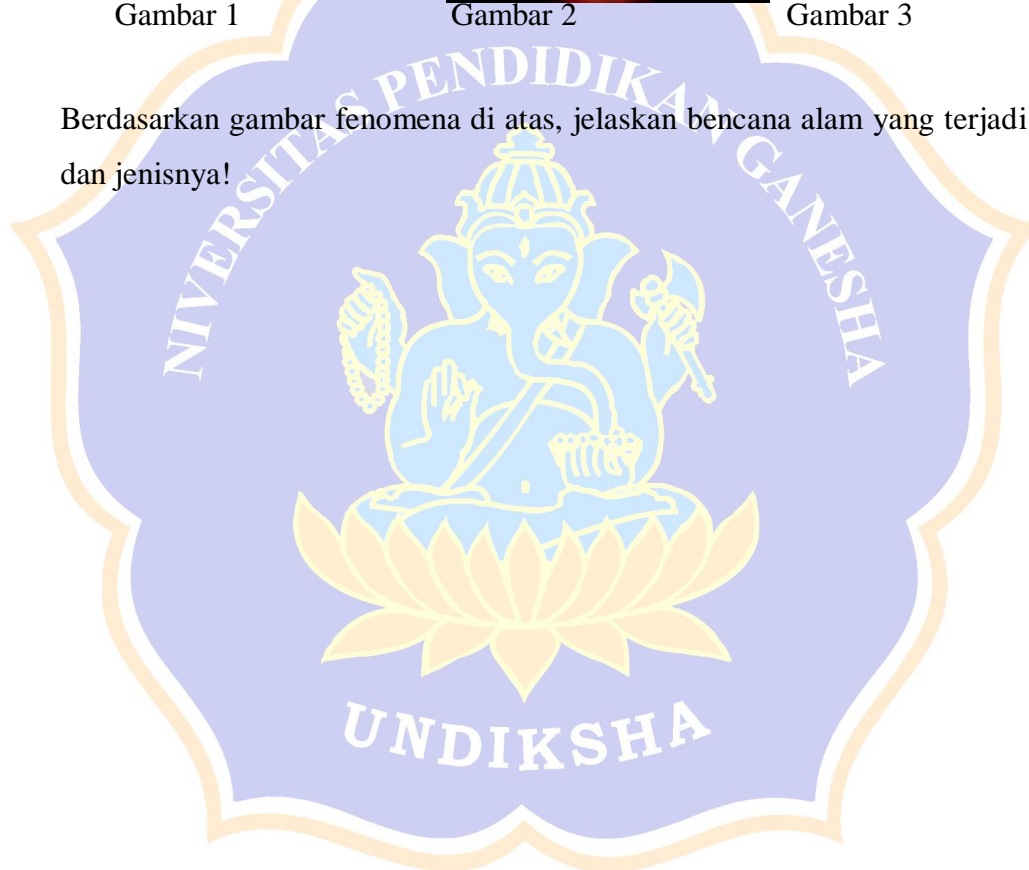 Gambar 1 Gambar 2 Gambar 3
Berdasarkan gambar fenomena di atas, jelaskan bencana alam yang terjadi
dan jenisnya!
NIVERSITAS PENDIDIKAN GANESHA
UNDIKSHA